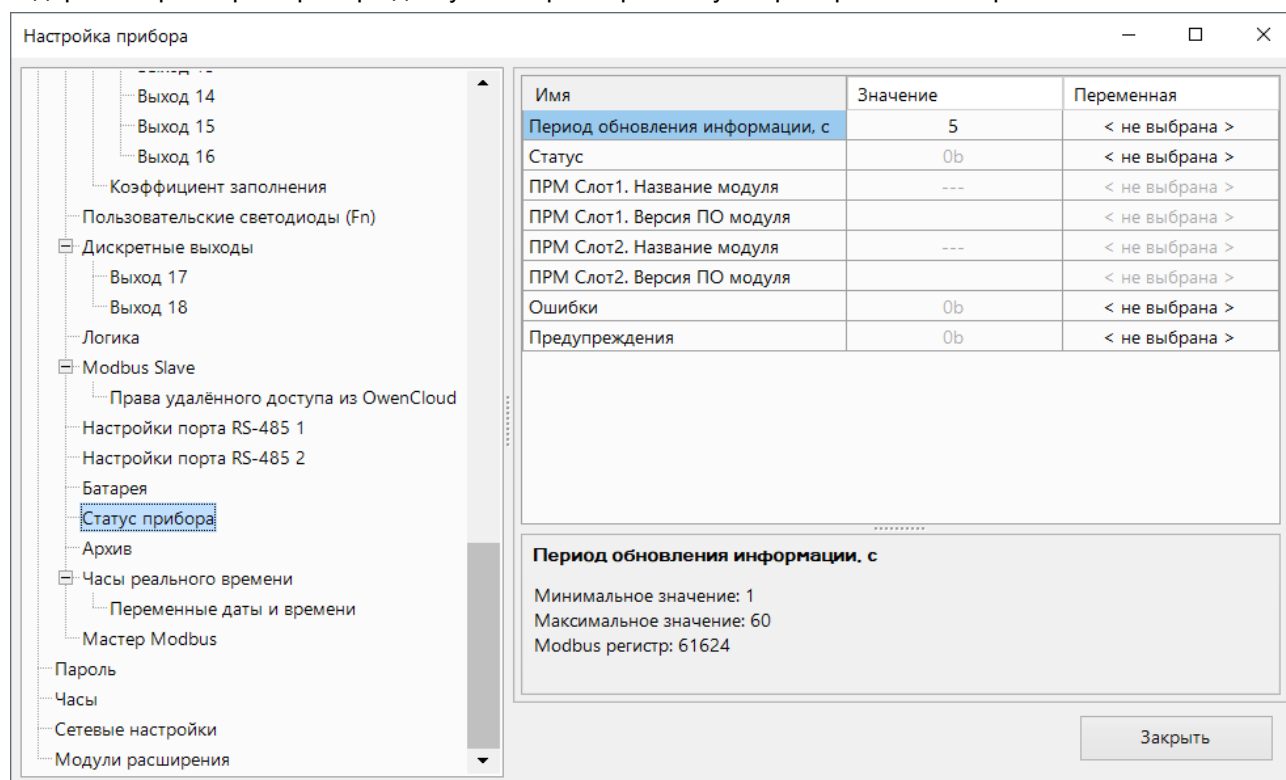 Настройка прибора
Выход 14
Выход 15
Выход 16
Коэффициент заполнения
Пользовательские светодиоды (Fn)
Дискретные выходы
Выход 17
Выход 18
Логика
Modbus Slave
Права удалённого доступа из OwenCloud
Настройки порта RS-485 1
Настройки порта RS-485 2
Батарея
Статус прибора
Архив
Часы реального времени
Переменные даты и времени
Мастер Modbus
Пароль
Часы
Сетевые настройки
Модули расширения
Имя Значение Переменная
Период обновления информации, с 5 < не выбрана >
Статус 0b < не выбрана >
ПРМ Слот1. Название модуля --- < не выбрана >
ПРМ Слот1. Версия ПО модуля < не выбрана >
ПРМ Слот2. Название модуля --- < не выбрана >
ПРМ Слот2. Версия ПО модуля < не выбрана >
Ошибки 0b < не выбрана >
Предупреждения 0b < не выбрана >
Период обновления информации, с
Минимальное значение: 1
Максимальное значение: 60
Modbus регистр: 61624
Закрыть